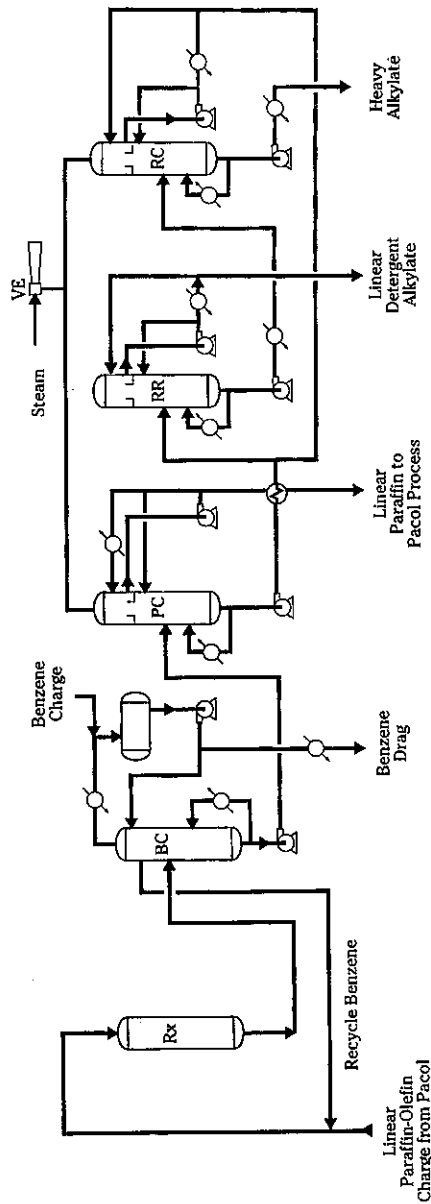 Linear
Paraffin-Olefin
Charge from Pacol
Rx
Recycle Benzene
BC
Benzene
Charge
Benzene
Drag
PC
Linear
Paraffin to
Pacol Process
Steam
VE
RR
Linear
Detergent
Alkylate
RC
Heavy
Alkylate